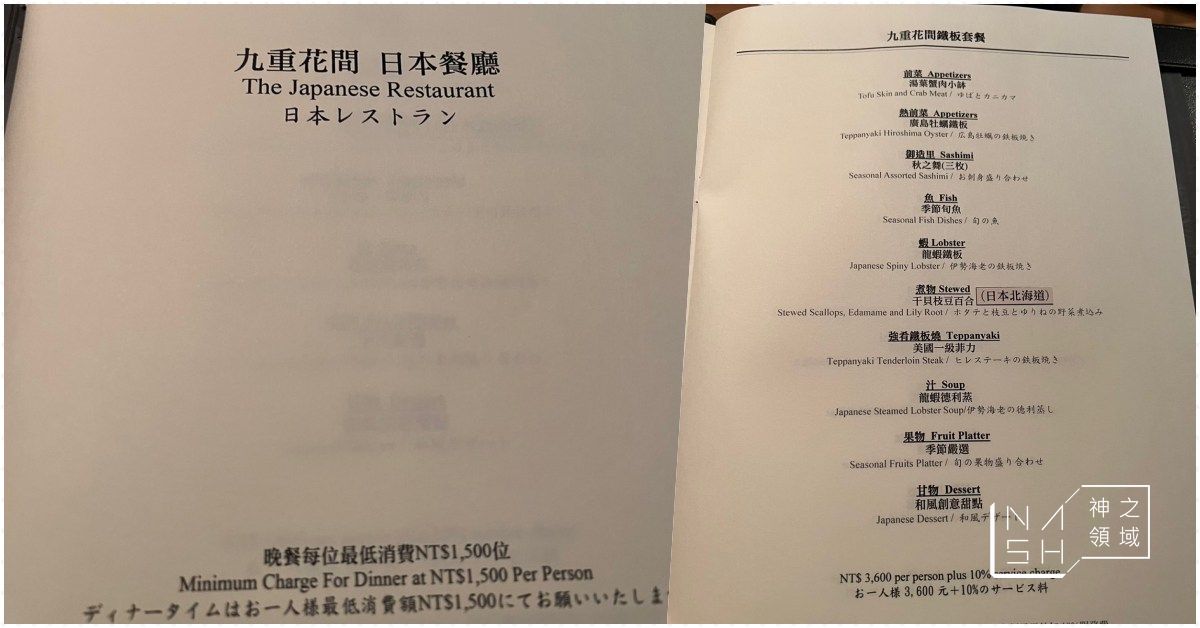 九重花間 日本餐廳
The Japanese Restaurant
日本レストラン
晚餐每位最低消費NT$1,500位
Minimum Charge For Dinner at NT$1,500 Per Person
ディナータイムはお一人様最低消費額NT$1,500にてお願いいたしま
九重花間鐵板套餐
前菜 Appetizers
湯葉蟹肉小缽
Tofu Skin and Crab Meat / ゆばとカニカマ
熱前菜 Appetizers
廣島牡蠣鐵板
Teppanyaki Hiroshima Oyster / 広島牡蠣の鉄板焼き
御造里 Sashimi
秋之舞(三枚)
Seasonal Assorted Sashimi / お刺身盛り合わせ
魚 Fish
季節旬魚
Seasonal Fish Dishes / 旬の魚
蝦 Lobster
龍蝦鐵板
Japanese Spiny Lobster / 伊勢海老の鉄板焼き
煮物 Stewed
干貝枝豆百合 (日本北海道)
Stewed Scallops, Edamame and Lily Root / ホタテと枝豆とゆりねの野菜煮込み
強肴鐵板燒 Teppanyaki
美國一級菲力
Teppanyaki Tenderloin Steak / ヒレステーキの鉄板焼き
汁 Soup
龍蝦德利蒸
Japanese Steamed Lobster Soup/伊勢海老の徳利蒸し
果物 Fruit Platter
季節嚴選
Seasonal Fruits Platter / 旬の果物盛り合わせ
甘物 Dessert
和風創意甜點
Japanese Dessert / 和風デザート
NT$ 3,600 per person plus 10% service charge
お一人様 3,600 元+10%のサービス料
NASH
神之領域